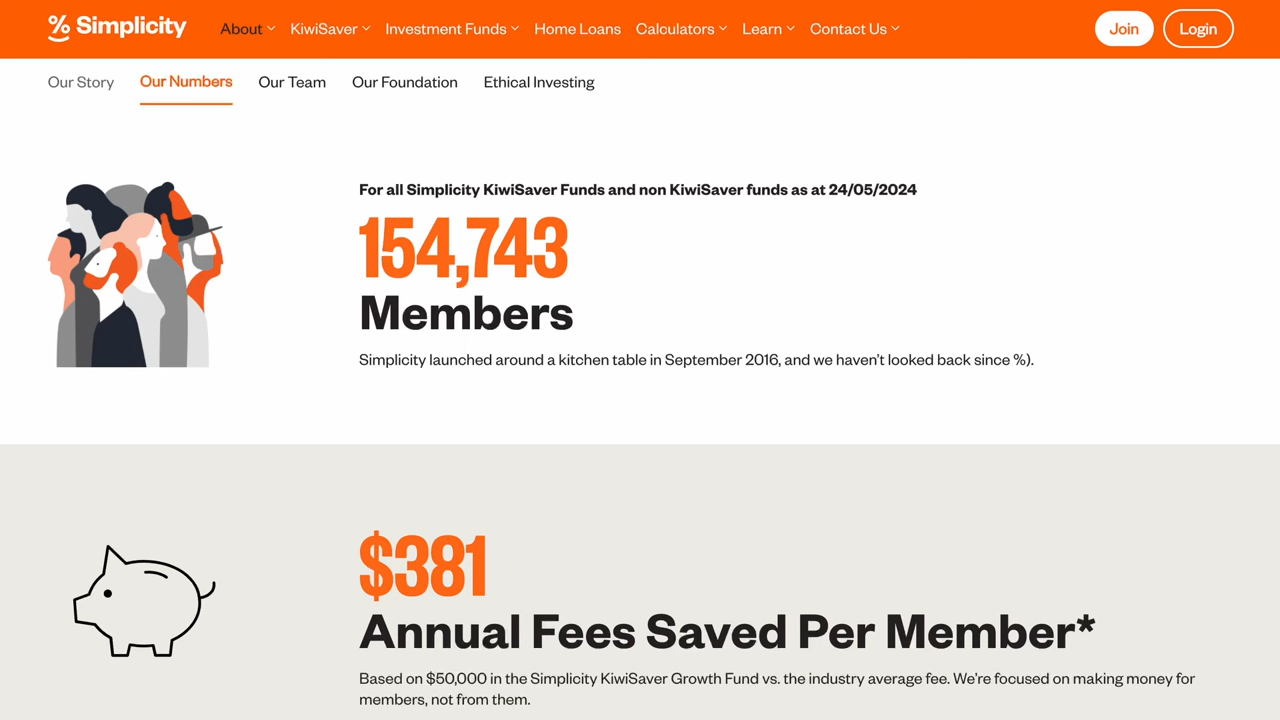 % Simplicity
About KiwiSaver Investment Funds Home Loans Calculators Learn Contact Us Join Login
Our Story Our Numbers Our Team Our Foundation Ethical Investing
For all Simplicity KiwiSaver Funds and non KiwiSaver funds as at 24/05/2024
154,743
Members
Simplicity launched around a kitchen table in September 2016, and we haven’t looked back since %).
$381
Annual Fees Saved Per Member*
Based on $50,000 in the Simplicity KiwiSaver Growth Fund vs. the industry average fee. We’re focused on making money for
members, not from them.